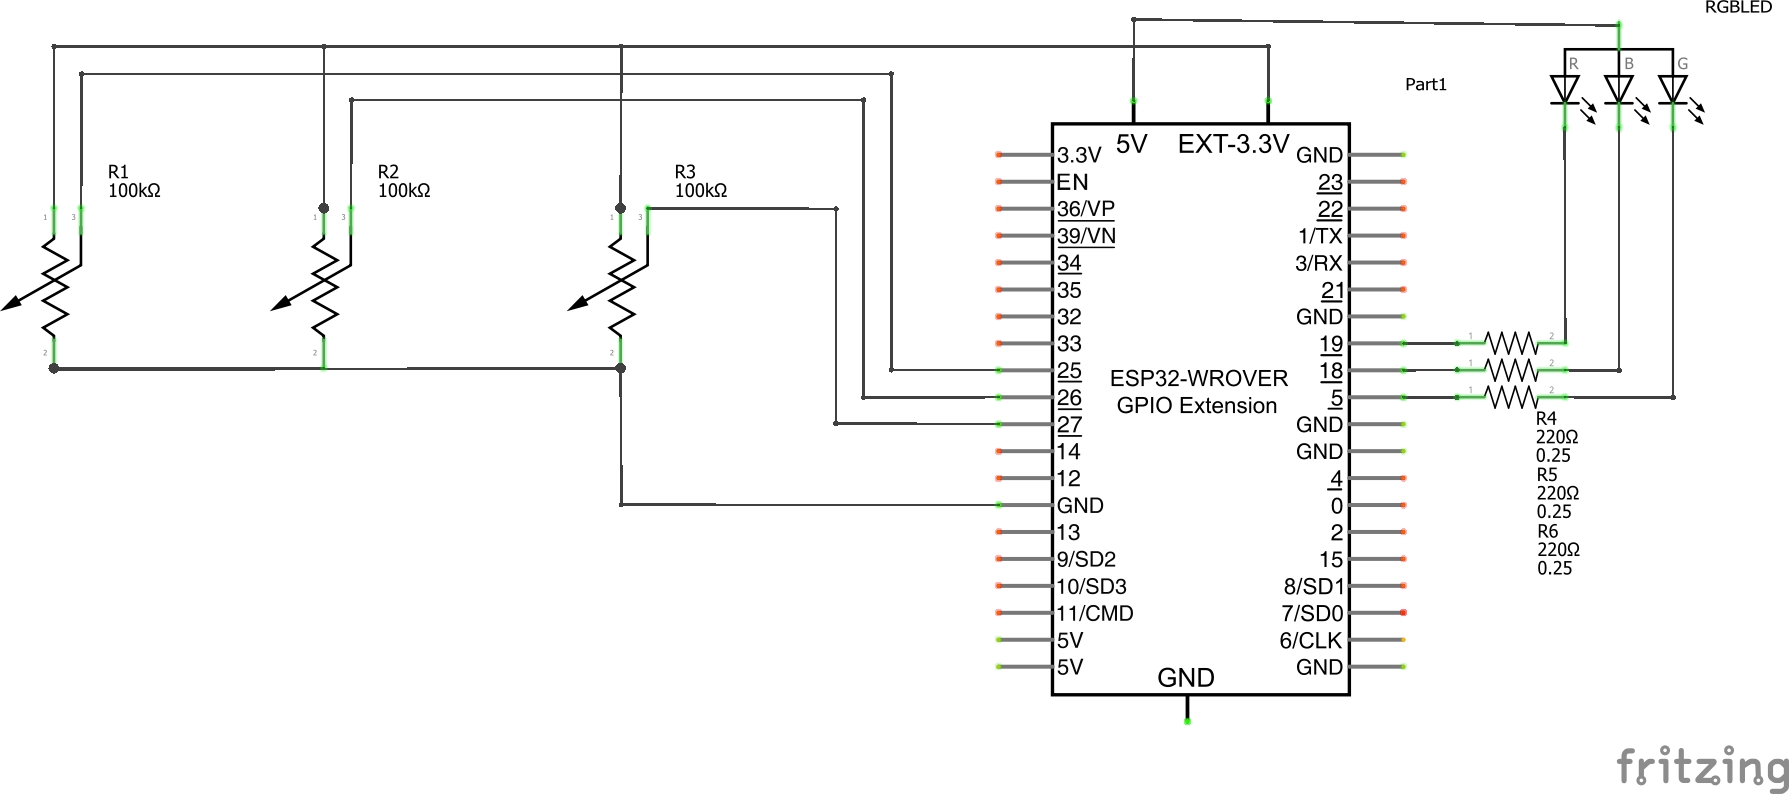 RGBLED
R
B
G
Part1
5V
EXT-3.3V
R1
100kΩ
R2
100kΩ
R3
100kΩ
1
3
1
3
1
3
2
2
2
3.3V
EN
36/VP
39/VN
34
35
32
33
25
26
27
14
12
GND
13
9/SD2
10/SD3
11/CMD
5V
5V
ESP32-WROVER
GPIO Extension
GND
GND
23
22
1/TX
3/RX
21
GND
19
18
5
GND
GND
4
0
2
15
8/SD1
7/SD0
6/CLK
GND
1
2
1
2
1
2
R4
220Ω
0.25
R5
220Ω
0.25
R6
220Ω
0.25
fritzing